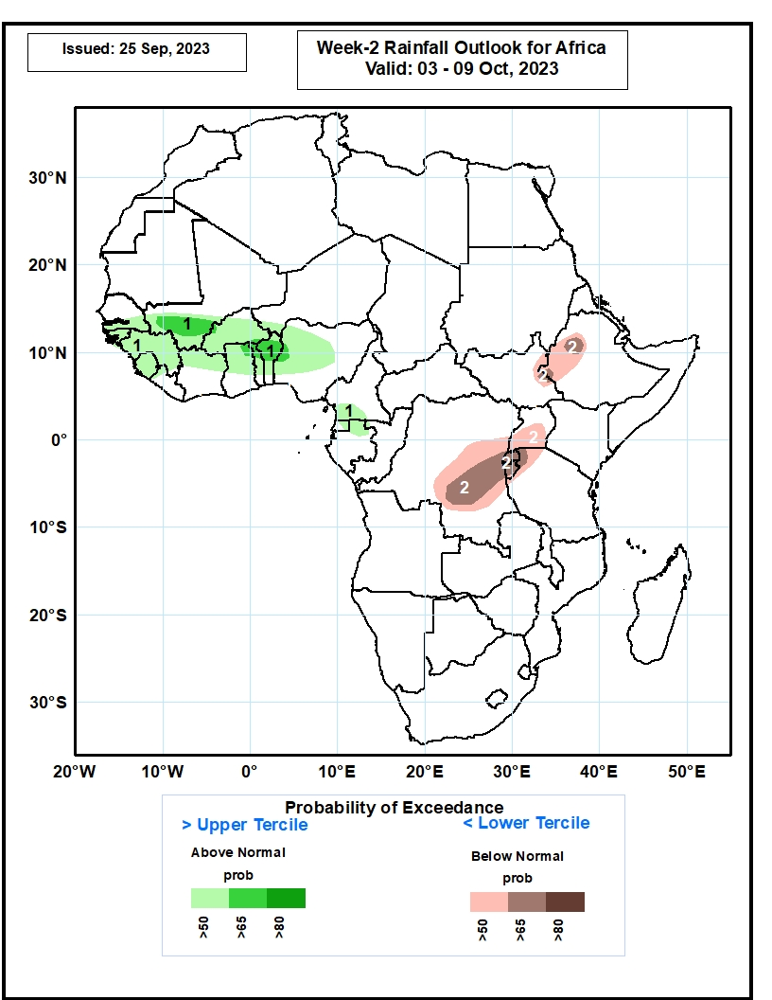 Issued: 25 Sep, 2023
Week-2 Rainfall Outlook for Africa
Valid: 03 - 09 Oct, 2023
30°N
20°N
10°N
0°
10°S
20°S
30°S
1
1
1
1
2
2
2
2
2
20°W
10°W
0°
10°E
20°E
30°E
40°E
50°E
Probability of Exceedance
> Upper Tercile
< Lower Tercile
Above Normal
Below Normal
prob
prob
>50
>65
>80
>50
>65
>80